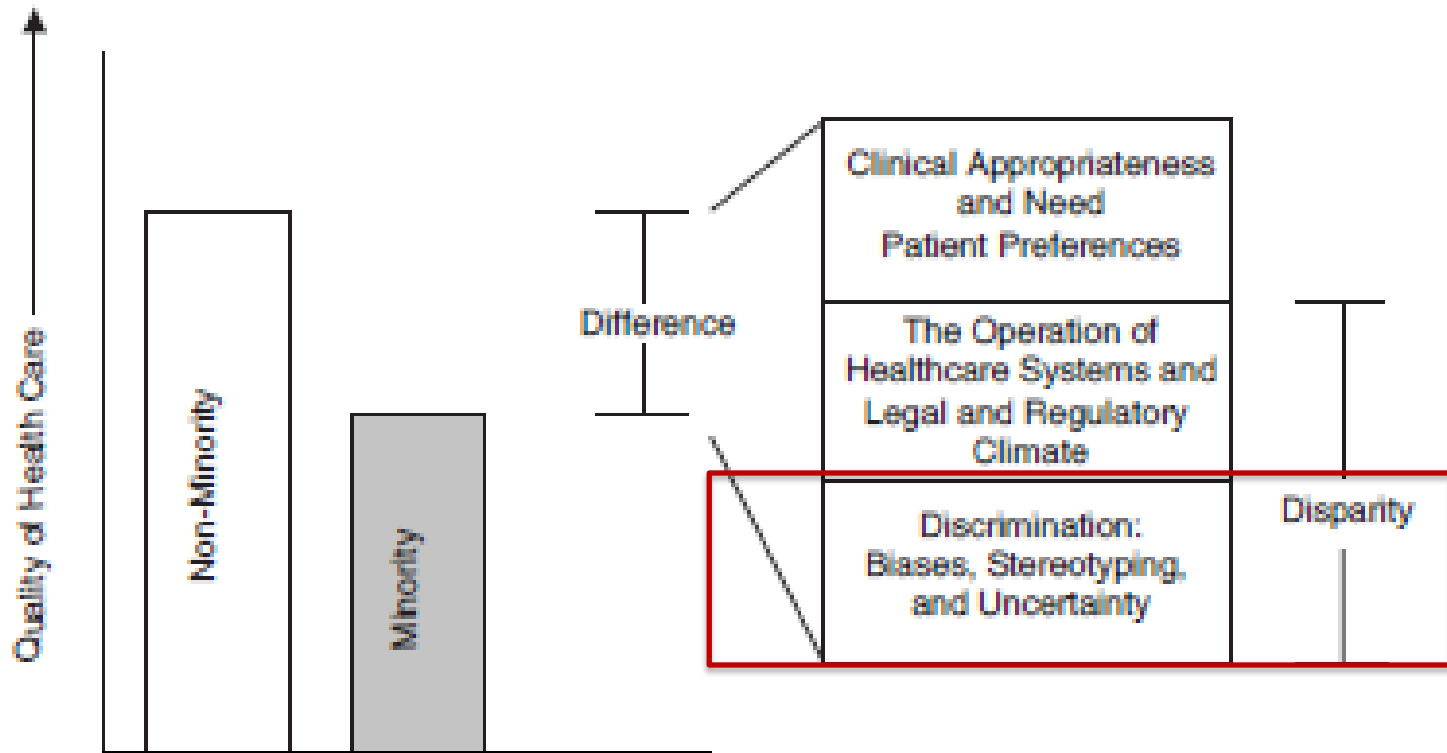 Quality of Health Care
Non-Minority
Minority
Difference
Clinical Appropriateness
and Need
Patient Preferences
The Operation of
Healthcare Systems and
Legal and Regulatory
Climate
Discrimination:
Biases, Stereotyping,
and Uncertainty
Disparity